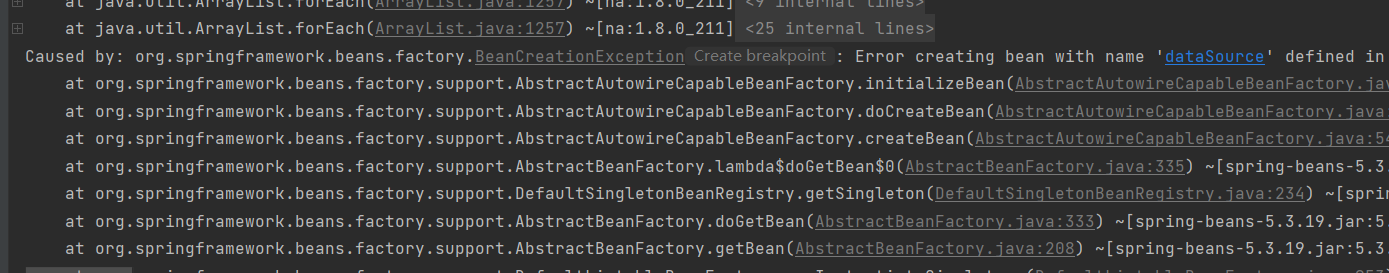 at java.util.ArrayList.forEach(ArrayList.java:1257) ~[na:1.8.0_211] <9 internal lines>
at java.util.ArrayList.forEach(ArrayList.java:1257) ~[na:1.8.0_211] <25 internal lines>
Caused by: org.springframework.beans.factory.BeanCreationException Create breakpoint : Error creating bean with name 'dataSource' defined in
at org.springframework.beans.factory.support.AbstractAutowireCapableBeanFactory.initializeBean(AbstractAutowireCapableBeanFactory.jav
at org.springframework.beans.factory.support.AbstractAutowireCapableBeanFactory.doCreateBean(AbstractAutowireCapableBeanFactory.java
at org.springframework.beans.factory.support.AbstractAutowireCapableBeanFactory.createBean(AbstractAutowireCapableBeanFactory.java:54
at org.springframework.beans.factory.support.AbstractBeanFactory.lambda$doGetBean$0(AbstractBeanFactory.java:335) ~[spring-beans-5.3.
at org.springframework.beans.factory.support.DefaultSingletonBeanRegistry.getSingleton(DefaultSingletonBeanRegistry.java:234) ~[sprin
at org.springframework.beans.factory.support.AbstractBeanFactory.doGetBean(AbstractBeanFactory.java:333) ~[spring-beans-5.3.19.jar:5.3
at org.springframework.beans.factory.support.AbstractBeanFactory.getBean(AbstractBeanFactory.java:208) ~[spring-beans-5.3.19.jar:5.3.